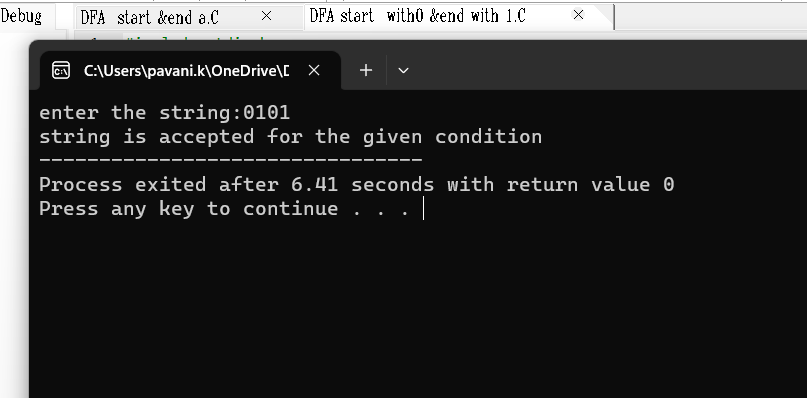 Debug
DFA start &end a.C
DFA start with0 &end with 1.C
C:\Users\pavani.k\OneDrive\D
enter the string:0101
string is accepted for the given condition
--------------------------------
Process exited after 6.41 seconds with return value 0
Press any key to continue . . .